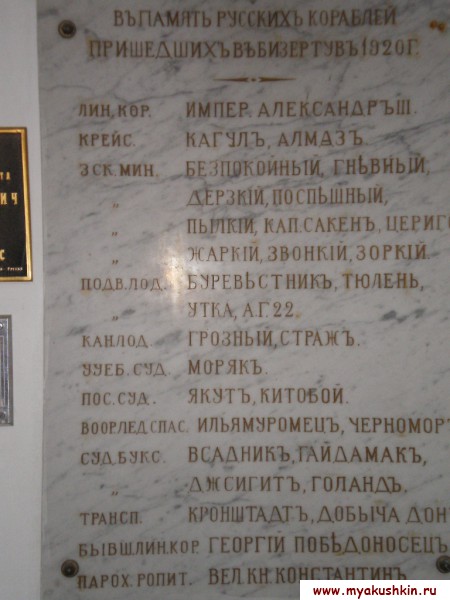 ВЪ ПАМЯТЬ РУССКИХЪ КОРАБЛЕЙ
ПРИШЕДШИХЪ ВЪ БИЗЕРТУ ВЪ 1920 Г.
ЛИН. КОР. ИМПЕР. АЛЕКСАНДРЪ III.
КРЕЙС. КАГУЛЪ, АЛМАЗЪ.
ЭСК. МИН. БЕЗПОКОЙНЫЙ, ГНѢВНЫЙ,
„ ДЕРЗКІЙ, ПОСПѢШНЫЙ,
„ ПЫЛКІЙ, КАП. САКЕНЪ, ЦЕРИГО
„ ЖАРКІЙ, ЗВОНКІЙ, ЗОРКІЙ.
ПОДВ. ЛОД. БУРЕВѢСТНИКЪ, ТЮЛЕНЬ,
„ УТКА, А.Г. 22.
КАН. ЛОД. ГРОЗНЫЙ, СТРАЖЪ.
УЧЕБ. СУД. МОРЯКЪ.
ПОС. СУД. ЯКУТЪ, КИТОБОЙ.
ВООР. ЛЕД. СПАС. ИЛЬЯ МУРОМЕЦЪ, ЧЕРНОМОР
СУД. БУКС. ВСАДНИКЪ, ГАЙДАМАКЪ,
„ ДЖСИГИТЪ, ГОЛАНДЪ.
ТРАНСП. КРОНШТАДТЪ, ДОБЫЧА ДОН
БЫВШ. ЛИН. КОР. ГЕОРГІЙ ПОБѢДОНОСЕЦЪ
ПАРОХ. РОПИТ. ВЕЛ. КН. КОНСТАНТИНЪ
www.myakushkin.ru